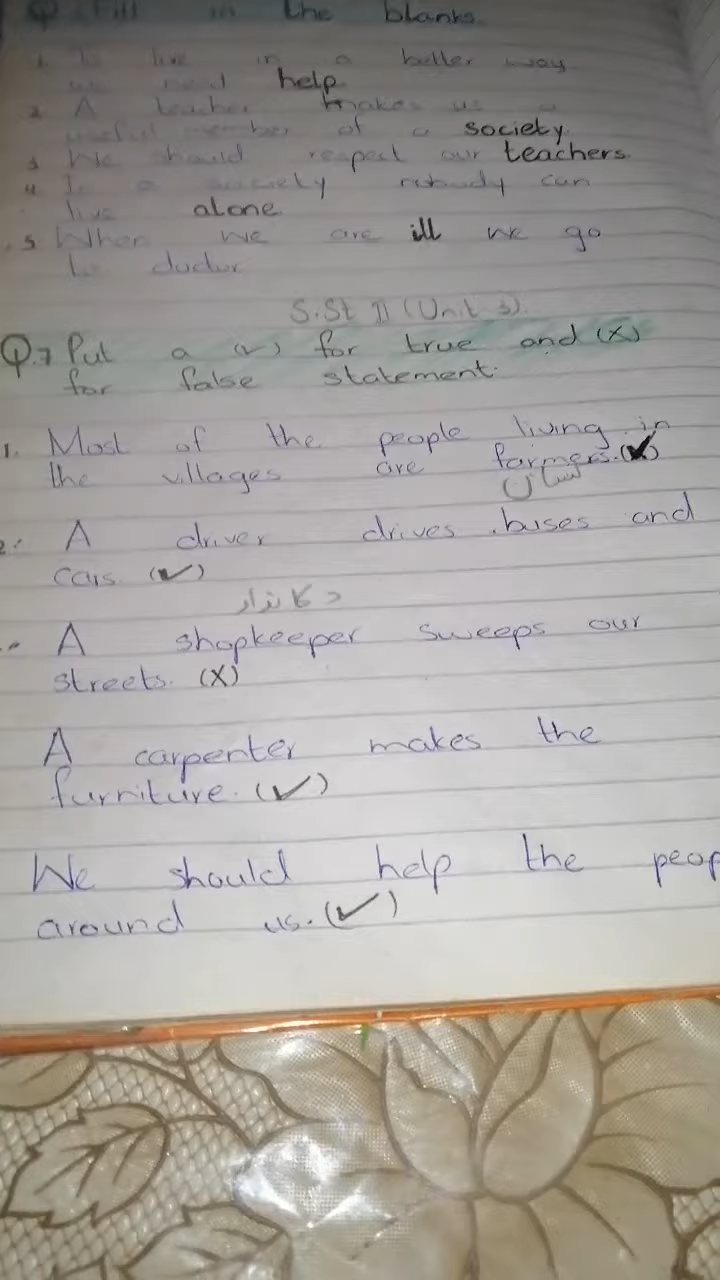 Q Fill in the blanks
1. To live in a better way
we need help
2 A teacher makes us a
useful member of a society.
3 We should respect our teachers.
4 In a society nobody can
live alone.
5 When we are ill we go
to doctor
S.St II (Unit 3).
Q.7 Put a (✓) for true and (X)
for false statement.
1. Most of the people living in
the villages are farmers. (✓)
کسان
2. A driver drives buses and
cars. (✓)
دکاندار
A shopkeeper sweeps our
streets. (X)
A carpenter makes the
furniture. (✓)
We should help the peop
around us. (✓)